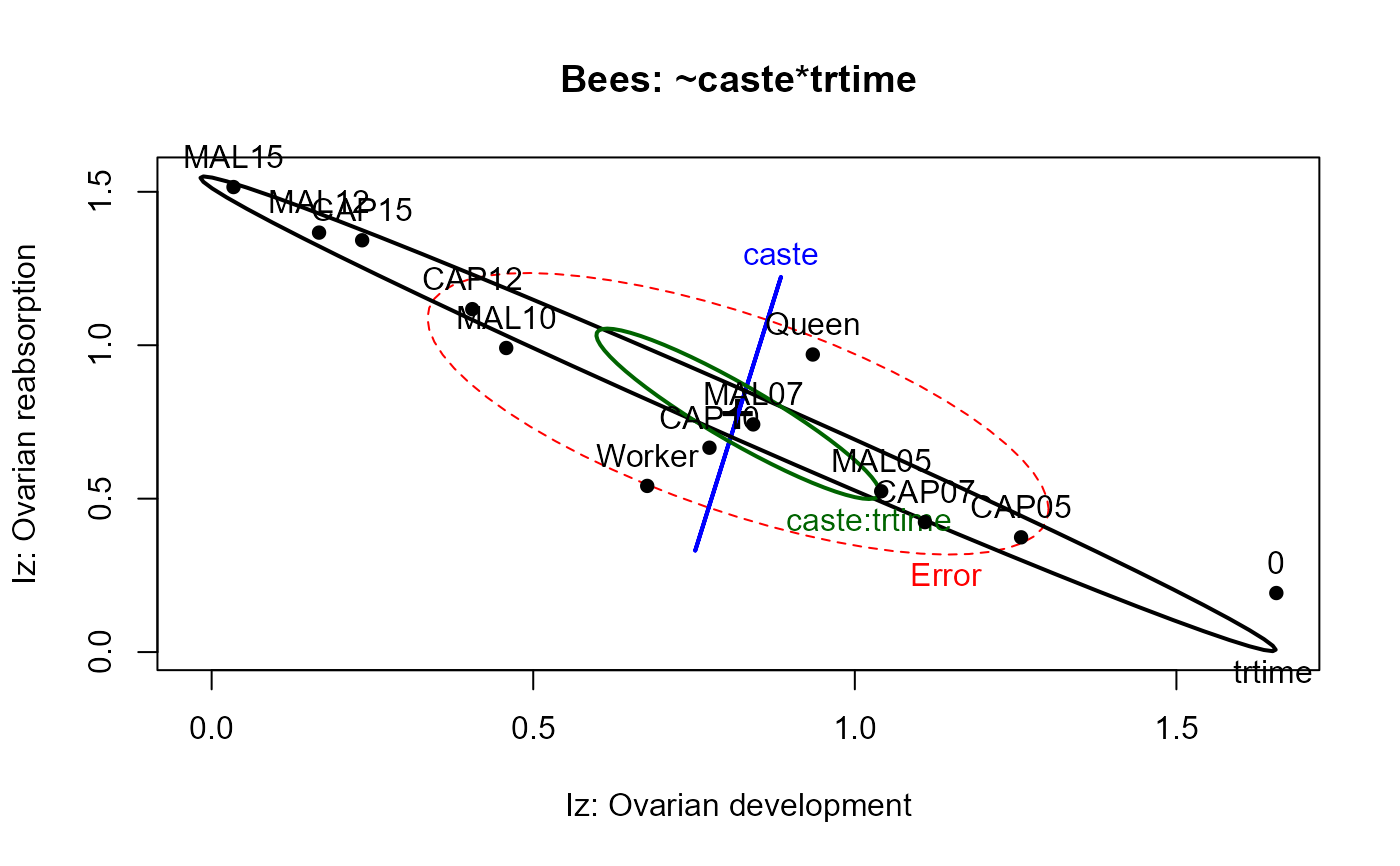 Bees: ~caste*trtime
MAL15
MAL12
CAP15
CAP12
MAL10
caste
Queen
MAL07
CAP10
Worker
MAL05
CAP07
CAP05
caste:trtime
Error
0
trtime
1.5
1.0
0.5
0.0
Iz: Ovarian reabsorption
0.0
0.5
1.0
1.5
Iz: Ovarian development